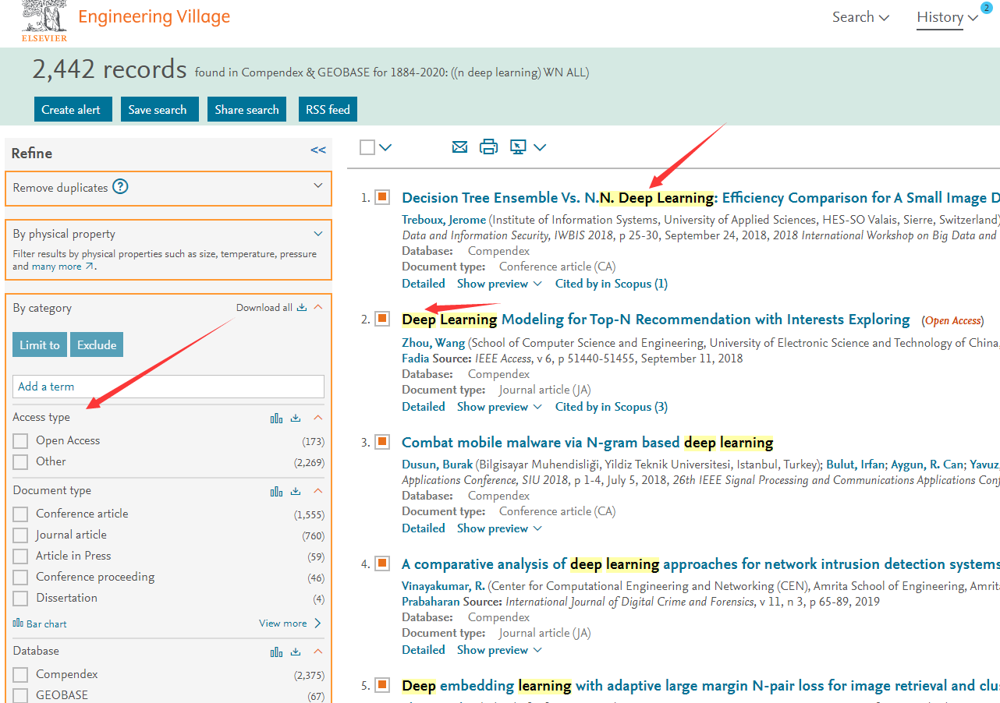 ELSEVIER
Engineering Village
Search
History
2
2,442 records found in Compendex & GEOBASE for 1884-2020: ((n deep learning) WN ALL)
Create alert Save search Share search RSS feed
Refine <<
Remove duplicates ?
By physical property
Filter results by physical properties such as size, temperature, pressure
and many more ↗.
By category Download all
Limit to Exclude
Add a term
Access type
Open Access (173)
Other (2,269)
Document type
Conference article (1,555)
Journal article (760)
Article in Press (59)
Conference proceeding (46)
Dissertation (4)
Bar chart View more >
Database
Compendex (2,375)
GEOBASE (67)
1. Decision Tree Ensemble Vs. N.N. Deep Learning: Efficiency Comparison for A Small Image D
Treboux, Jerome (Institute of Information Systems, University of Applied Sciences, HES-SO Valais, Sierre, Switzerland)
Data and Information Security, IWBIS 2018, p 25-30, September 24, 2018, 2018 International Workshop on Big Data and
Database: Compendex
Document type: Conference article (CA)
Detailed Show preview Cited by in Scopus (1)
2. Deep Learning Modeling for Top-N Recommendation with Interests Exploring (Open Access)
Zhou, Wang (School of Computer Science and Engineering, University of Electronic Science and Technology of China,
Fadia Source: IEEE Access, v 6, p 51440-51455, September 11, 2018
Database: Compendex
Document type: Journal article (JA)
Detailed Show preview Cited by in Scopus (3)
3. Combat mobile malware via N-gram based deep learning
Dusun, Burak (Bilgisayar Muhendisliği, Yildiz Teknik Universitesi, Istanbul, Turkey); Bulut, Irfan; Aygun, R. Can; Yavuz,
Applications Conference, SIU 2018, p 1-4, July 5, 2018, 26th IEEE Signal Processing and Communications Applications Conf
Database: Compendex
Document type: Conference article (CA)
Detailed Show preview
4. A comparative analysis of deep learning approaches for network intrusion detection systems
Vinayakumar, R. (Center for Computational Engineering and Networking (CEN), Amrita School of Engineering, Amrita
Prabaharan Source: International Journal of Digital Crime and Forensics, v 11, n 3, p 65-89, 2019
Database: Compendex
Document type: Journal article (JA)
Detailed Show preview
5. Deep embedding learning with adaptive large margin N-pair loss for image retrieval and clu